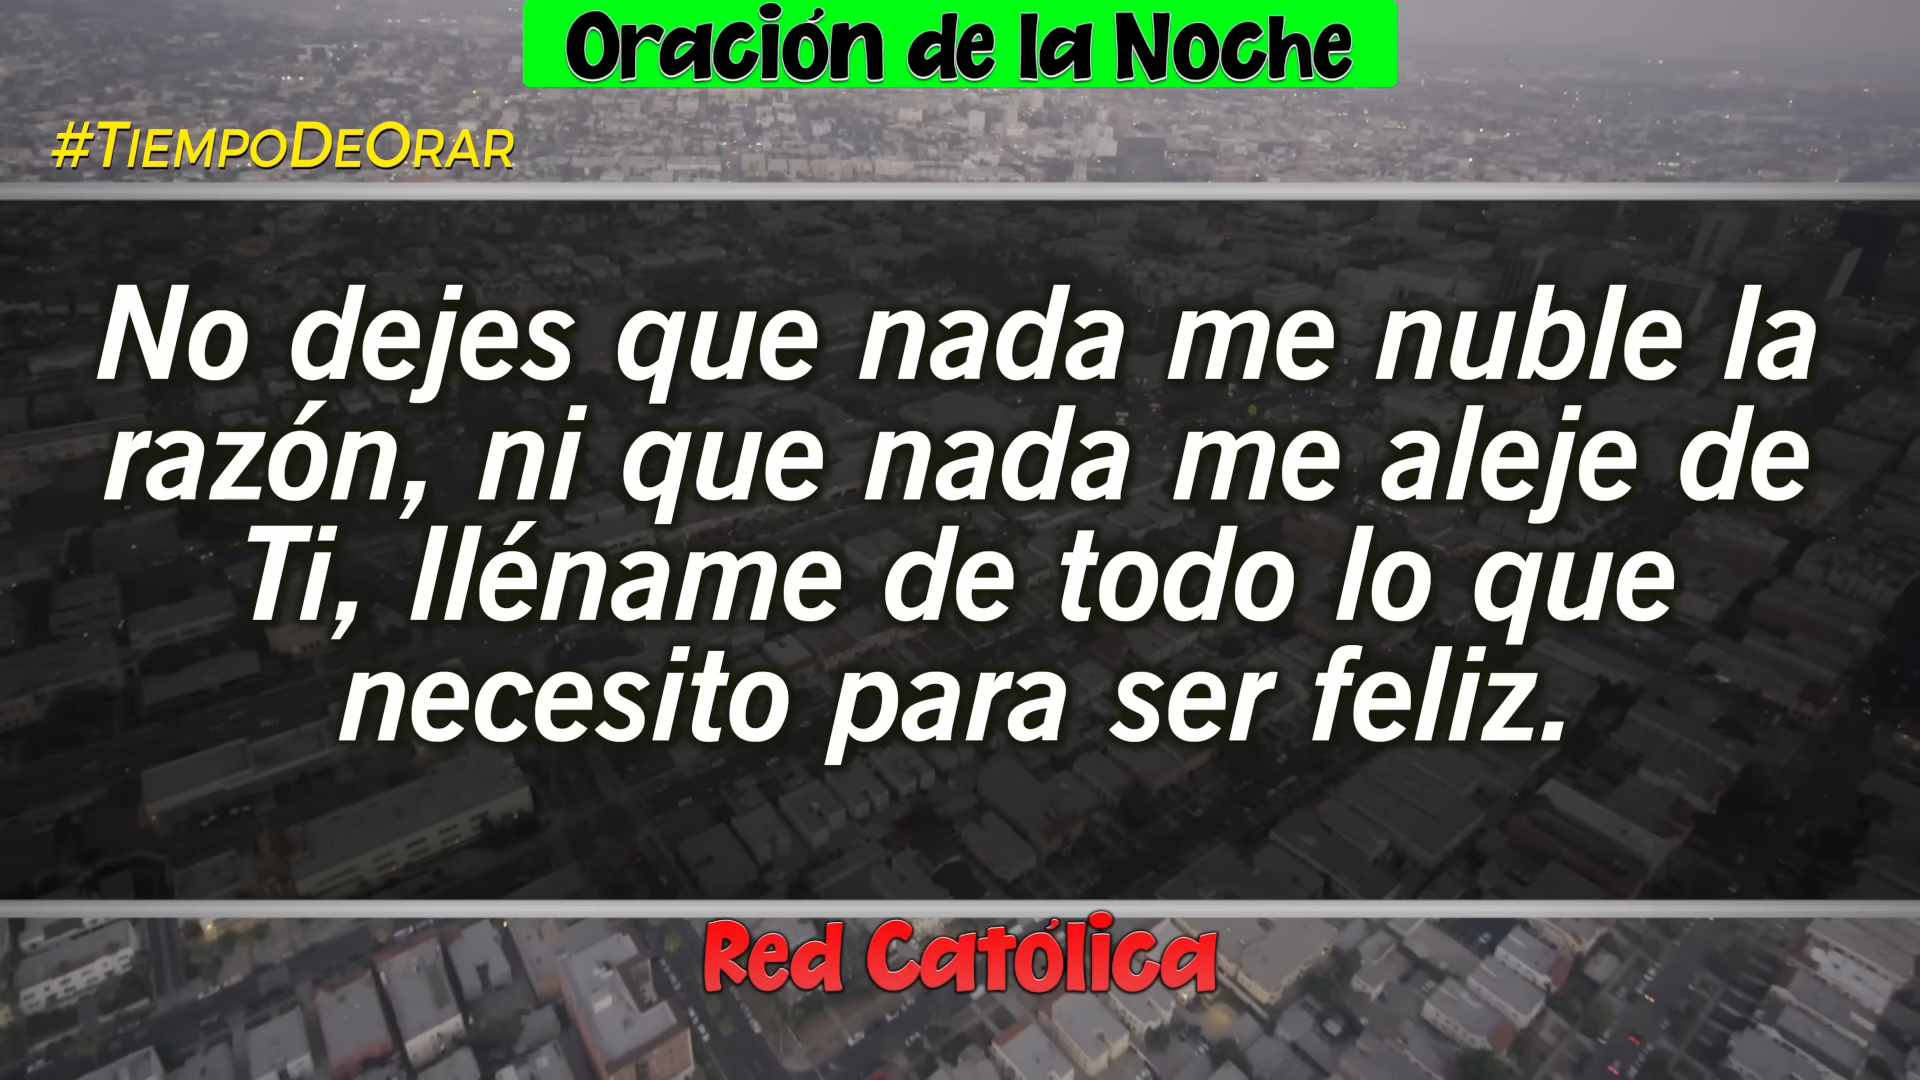 Oración de la Noche
#TiempoDeOrar
No dejes que nada me nuble la
razón, ni que nada me aleje de
Ti, lléname de todo lo que
necesito para ser feliz.
Red Católica